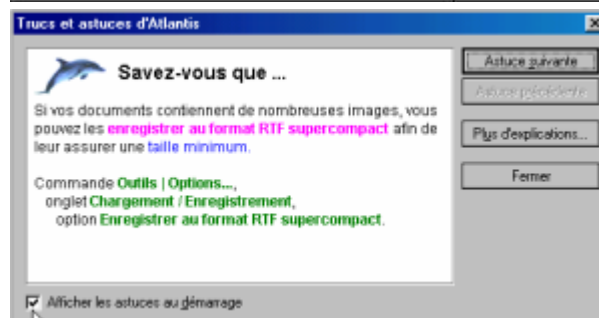 Trucs et astuces d'Atlantis
Savez-vous que ...
Si vos documents contiennent de nombreuses images, vous
pouvez les enregistrer au format RTF supercompact afin de
leur assurer une taille minimum.
Commande Outils | Options...,
onglet Chargement / Enregistrement,
option Enregistrer au format RTF supercompact.
Astuce suivante
Astuce précédente
Plus d'explications...
Fermer
Afficher les astuces au démarrage